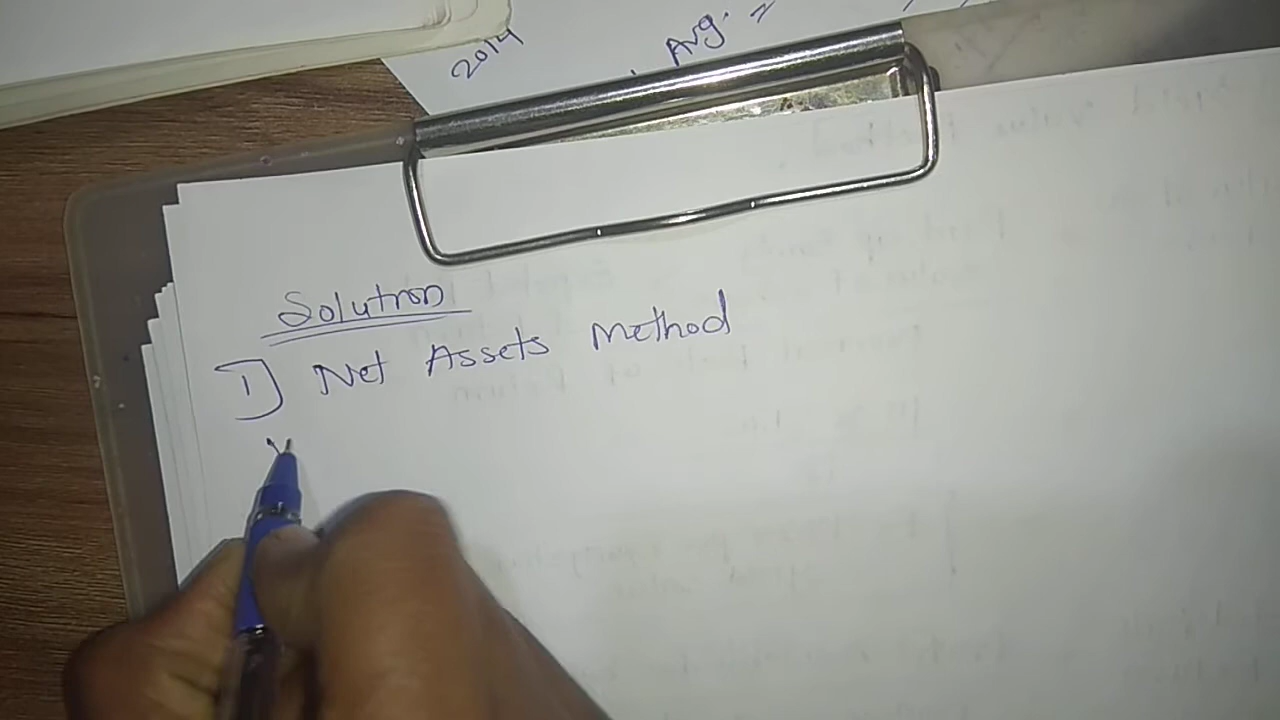 2014 Avg. =
Solution
1) Net Assets Method